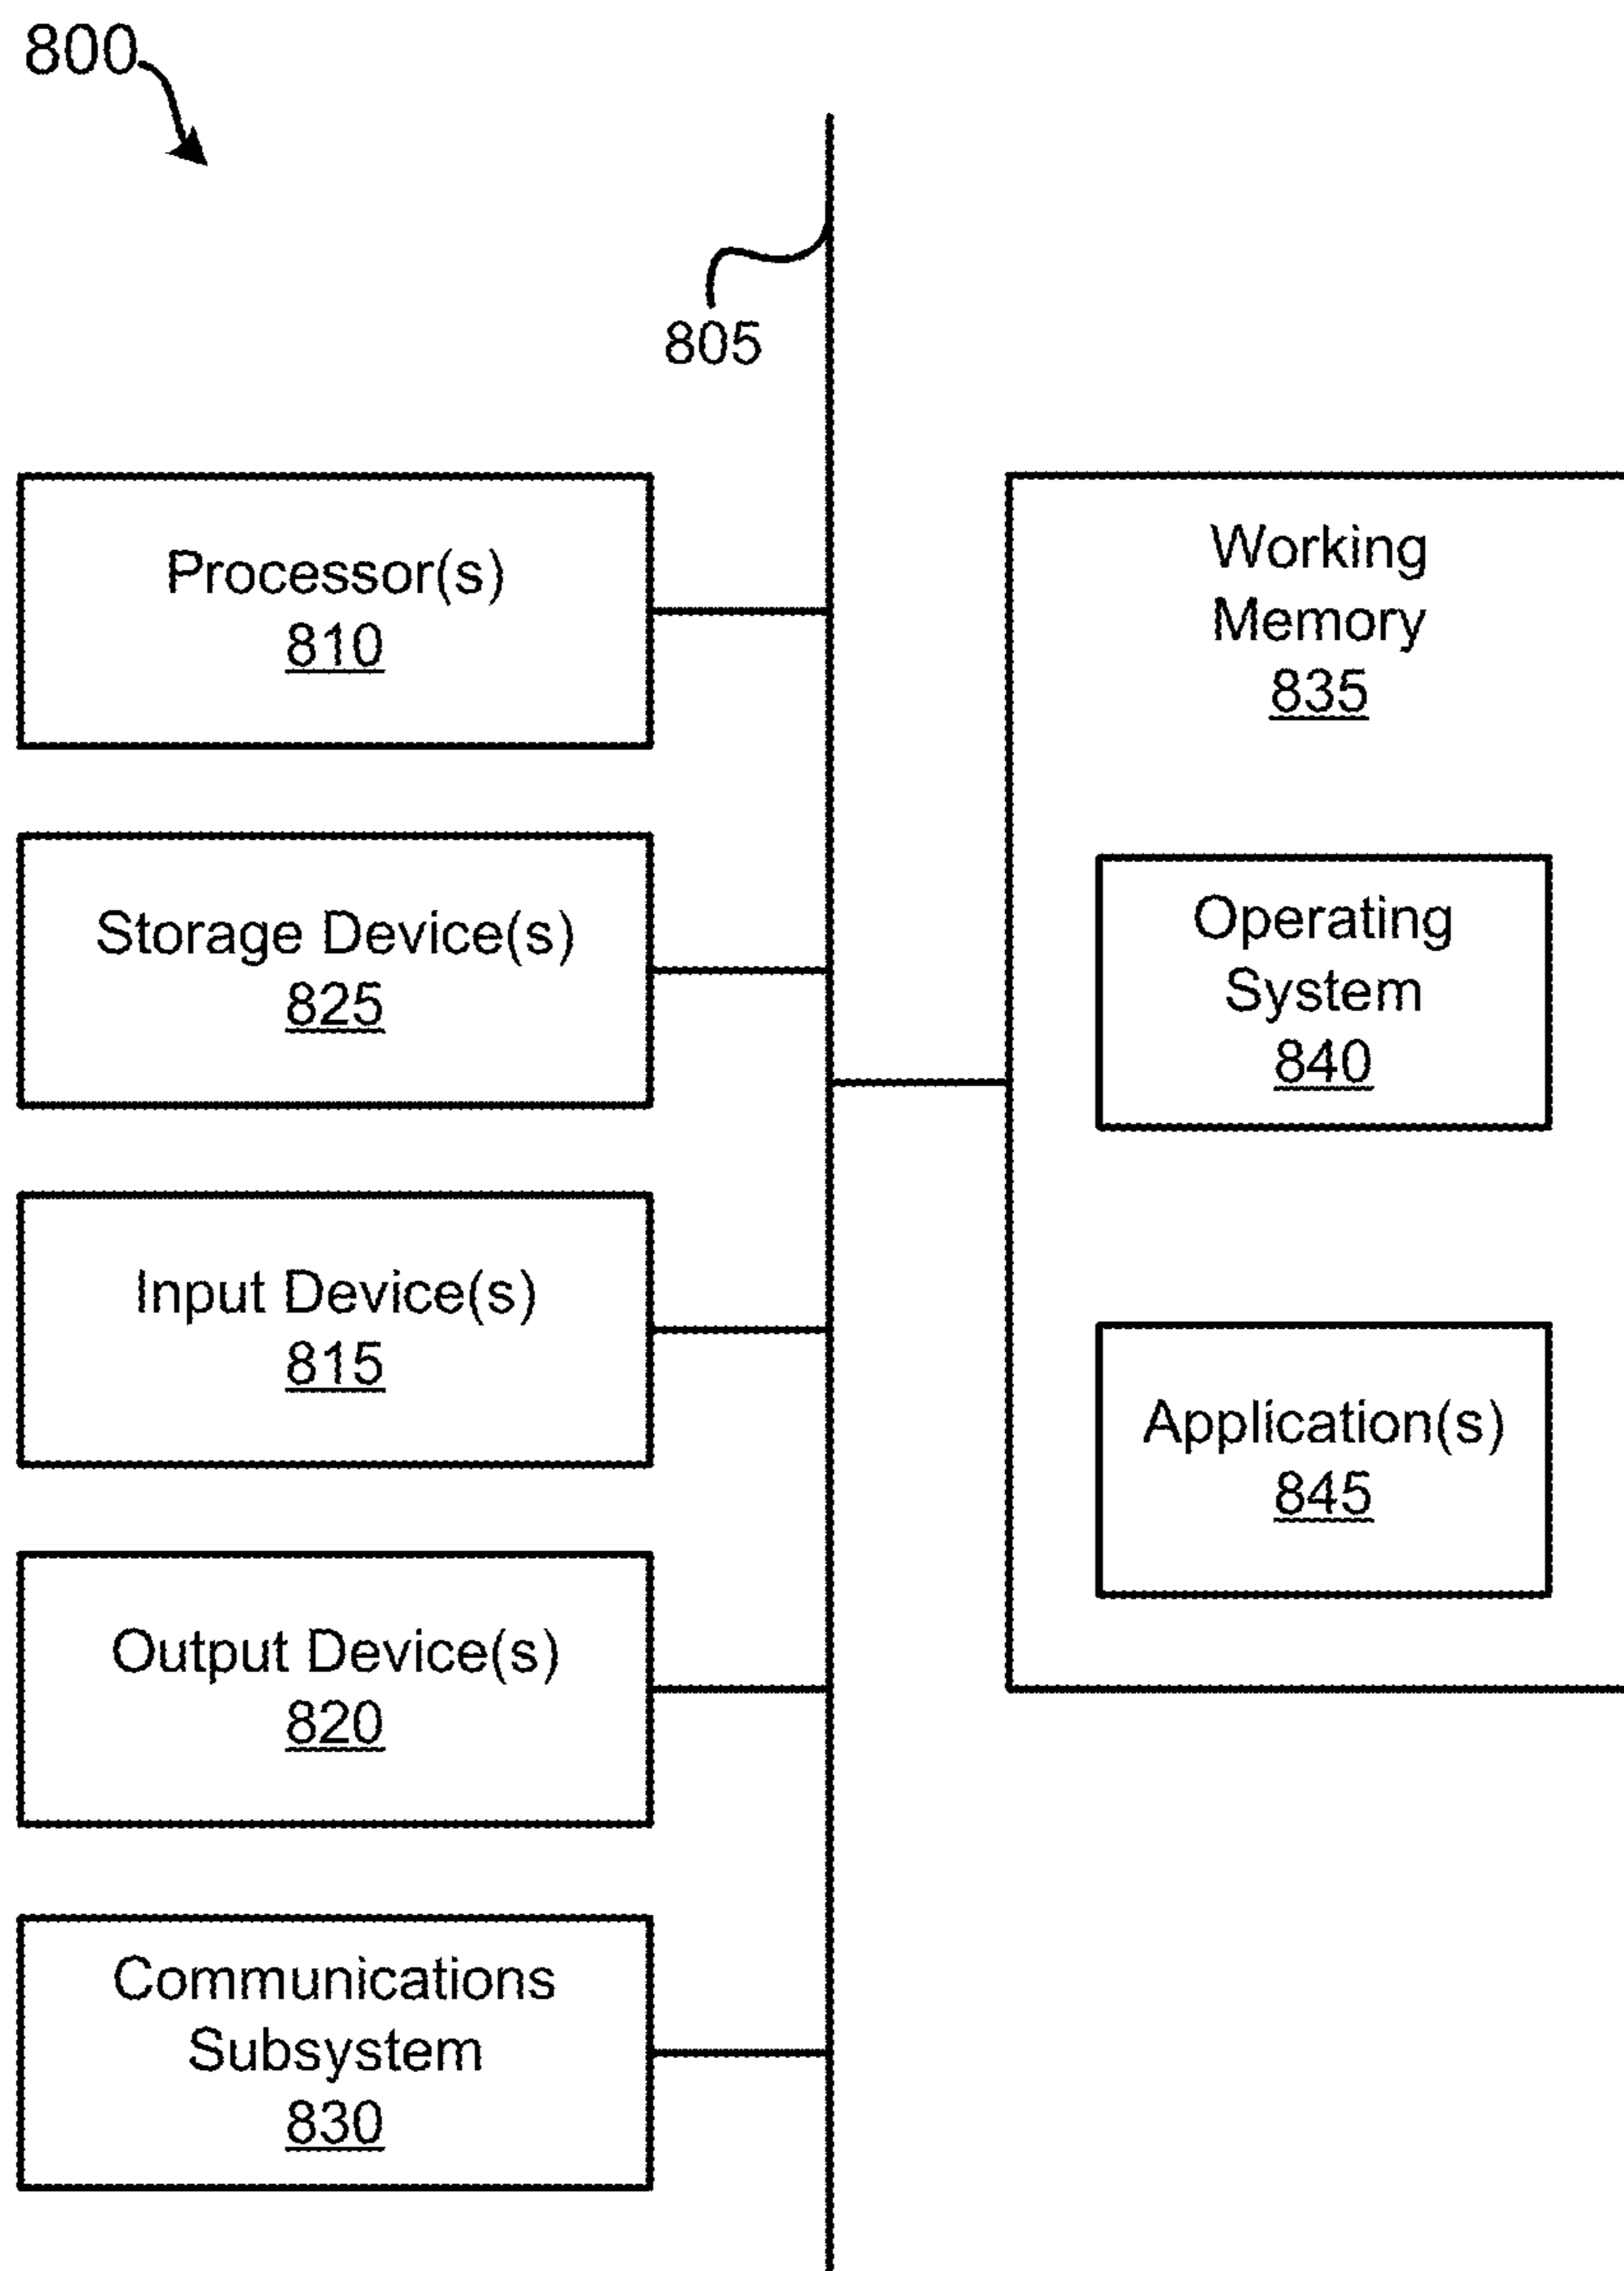 800
805
Processor(s)
810
Storage Device(s)
825
Input Device(s)
815
Output Device(s)
820
Communications
Subsystem
830
Working
Memory
835
Operating
System
840
Application(s)
845